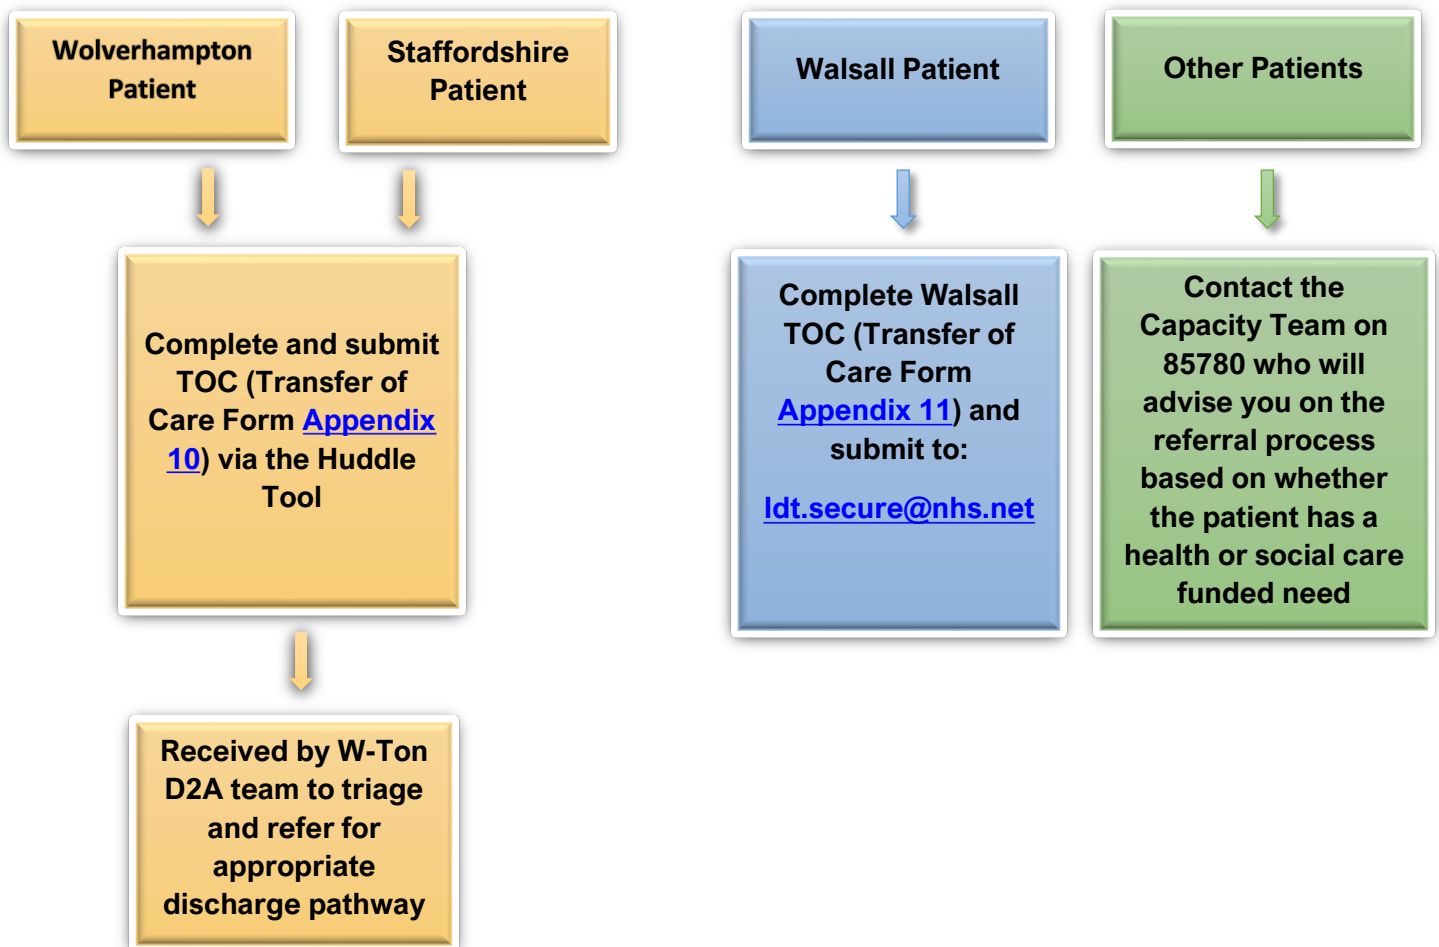 Wolverhampton
Patient
Staffordshire
Patient
Walsall Patient
Other Patients
Complete and submit
TOC (Transfer of
Care Form Appendix
10) via the Huddle
Tool
Complete Walsall
TOC (Transfer of
Care Form
Appendix 11) and
submit to:
ldt.secure@nhs.net
Contact the
Capacity Team on
85780 who will
advise you on the
referral process
based on whether
the patient has a
health or social care
funded need
Received by W-Ton
D2A team to triage
and refer for
appropriate
discharge pathway